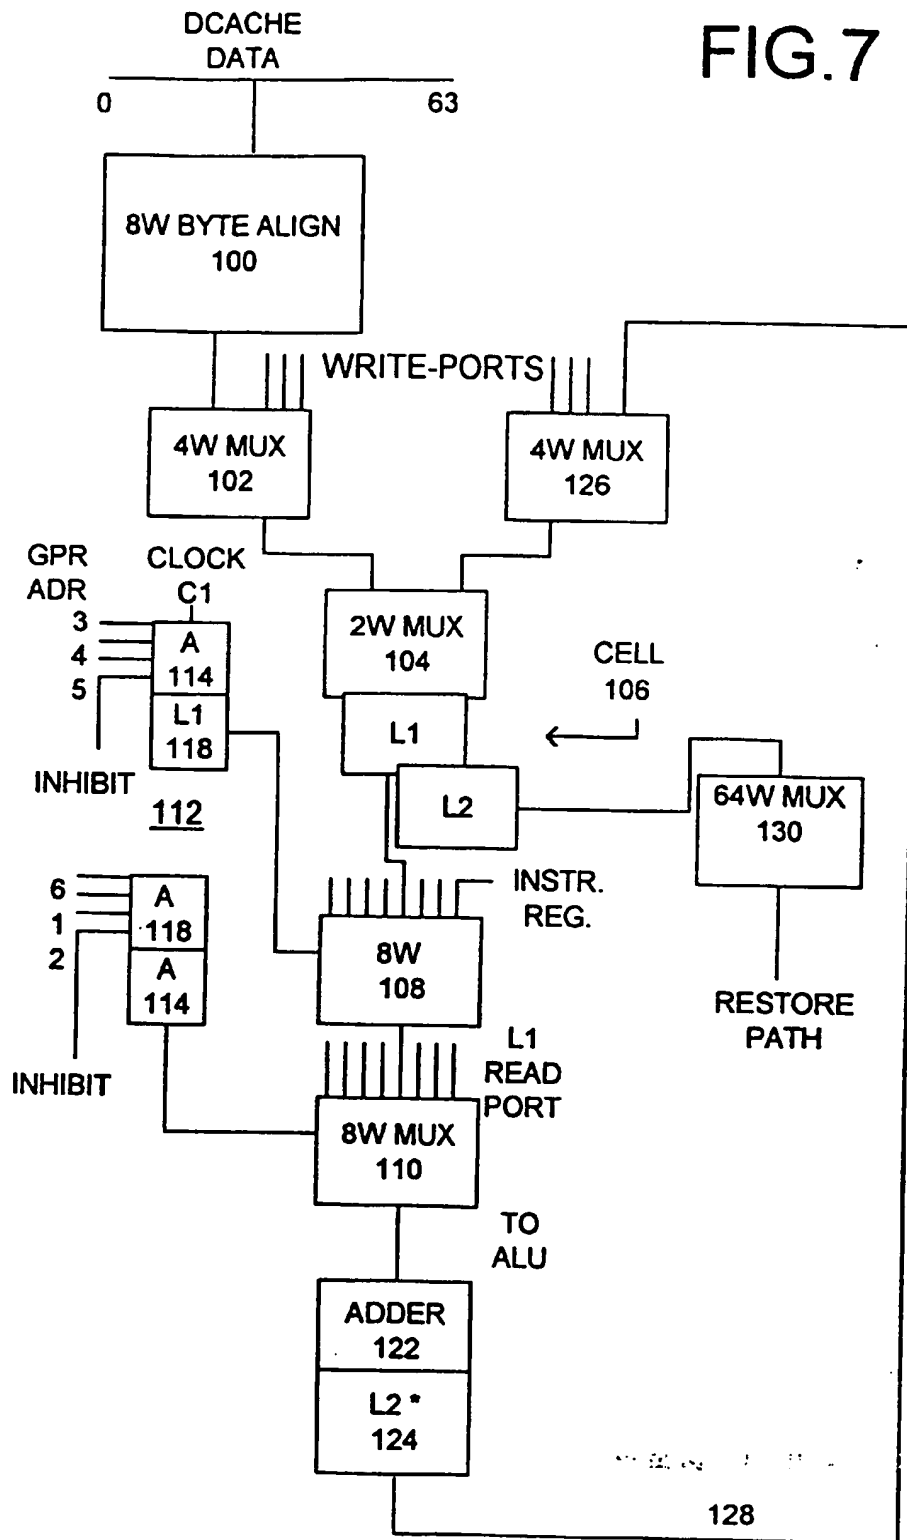 DCACHE
DATA
FIG.7
0
63
8W BYTE ALIGN
100
WRITE-PORTS
4W MUX
102
4W MUX
126
GPR
ADR
CLOCK
C1
3
4
5
A
114
L1
118
INHIBIT
112
2W MUX
104
CELL
106
L1
L2
64W MUX
130
INSTR.
REG.
6
1
2
A
118
A
114
8W
108
RESTORE
PATH
INHIBIT
L1
READ
PORT
8W MUX
110
TO
ALU
ADDER
122
L2 *
124
128